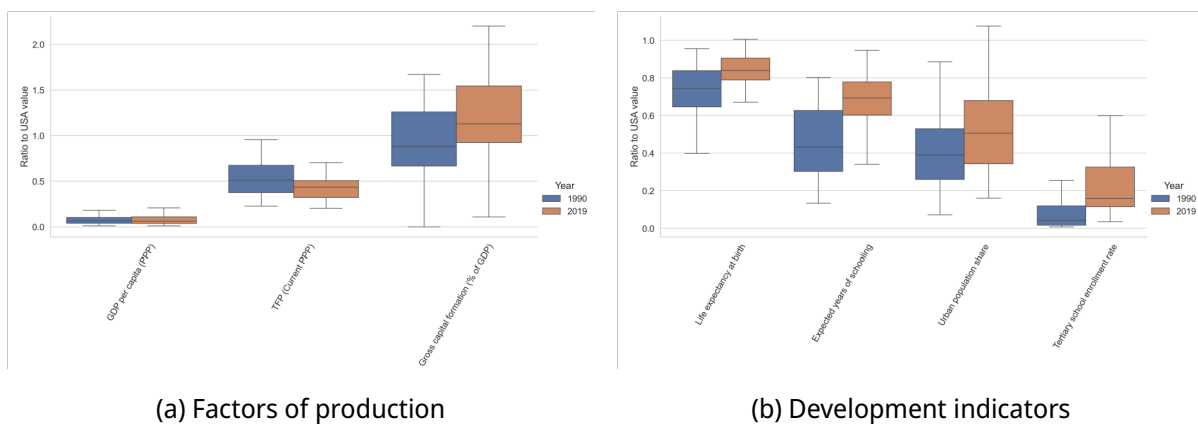 Ratio to USA value
2.0
1.5
1.0
0.5
0.0
GDP per capita (PPP)
TFP (Current PPP)
Gross capital formation (% of GDP)
Year
1990
2019
(a) Factors of production
Ratio to USA value
1.0
0.8
0.6
0.4
0.2
0.0
Life expectancy at birth
Expected years of schooling
Urban population share
Tertiary school enrollment rate
Year
1990
2019
(b) Development indicators